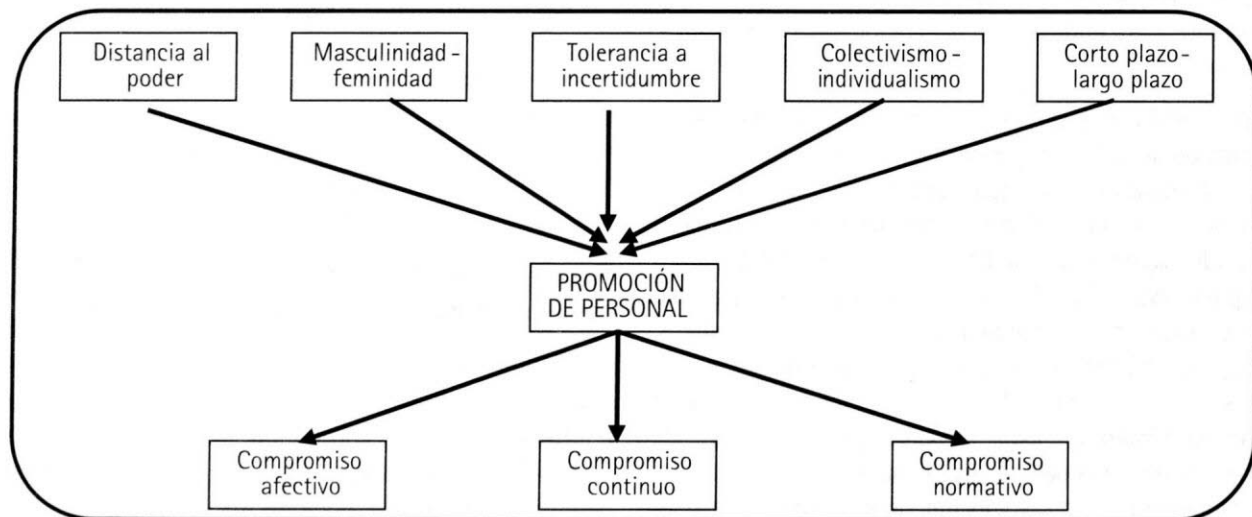 Distancia al
poder
Masculinidad -
feminidad
Tolerancia a
incertidumbre
Colectivismo -
individualismo
Corto plazo -
largo plazo
PROMOCIÓN
DE PERSONAL
Compromiso
afectivo
Compromiso
continuo
Compromiso
normativo